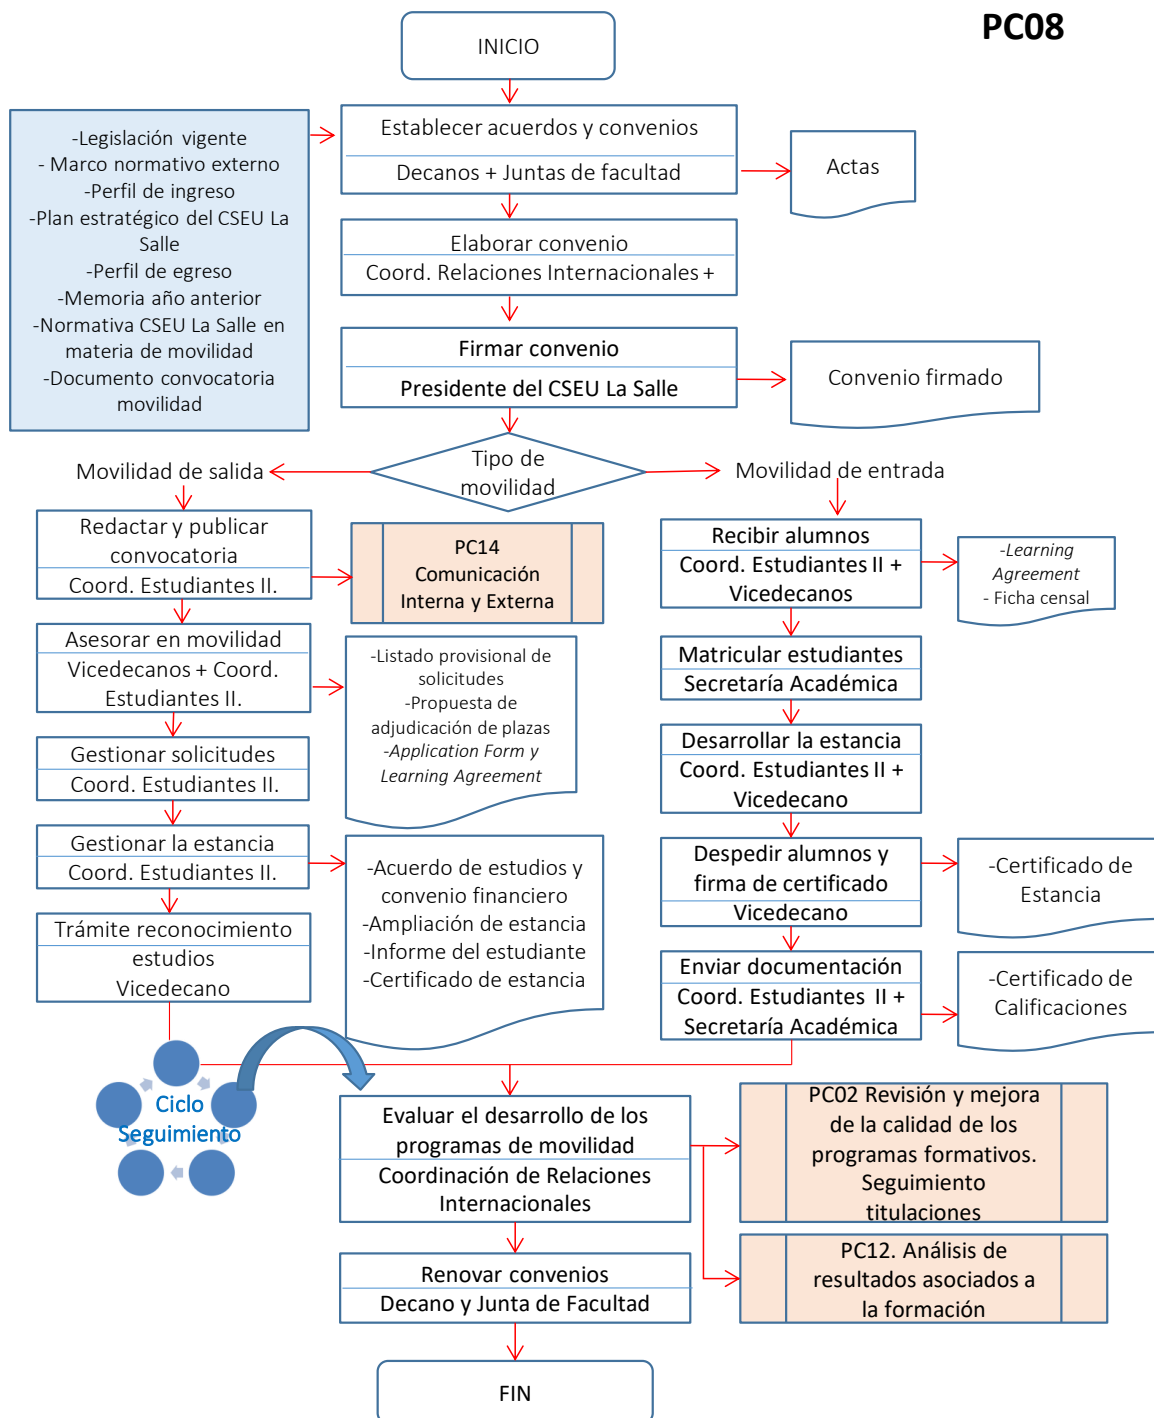 PC08
INICIO
-Legislación vigente
- Marco normativo externo
-Perfil de ingreso
-Plan estratégico del CSEU La
Salle
-Perfil de egreso
-Memoria año anterior
-Normativa CSEU La Salle en
materia de movilidad
-Documento convocatoria
movilidad
Establecer acuerdos y convenios
Decanos + Juntas de facultad
Actas
Elaborar convenio
Coord. Relaciones Internacionales +
Firmar convenio
Presidente del CSEU La Salle
Convenio firmado
Tipo de
movilidad
Movilidad de salida
Movilidad de entrada
Redactar y publicar
convocatoria
Coord. Estudiantes II.
PC14
Comunicación
Interna y Externa
Asesorar en movilidad
Vicedecanos + Coord.
Estudiantes II.
-Listado provisional de
solicitudes
-Propuesta de
adjudicación de plazas
-Application Form y
Learning Agreement
Gestionar solicitudes
Coord. Estudiantes II.
Gestionar la estancia
Coord. Estudiantes II.
-Acuerdo de estudios y
convenio financiero
-Ampliación de estancia
-Informe del estudiante
-Certificado de estancia
Trámite reconocimiento
estudios
Vicedecano
Recibir alumnos
Coord. Estudiantes II +
Vicedecanos
-Learning
Agreement
- Ficha censal
Matricular estudiantes
Secretaría Académica
Desarrollar la estancia
Coord. Estudiantes II +
Vicedecano
Despedir alumnos y
firma de certificado
Vicedecano
-Certificado de
Estancia
Enviar documentación
Coord. Estudiantes II +
Secretaría Académica
-Certificado de
Calificaciones
Ciclo
Seguimiento
Evaluar el desarrollo de los
programas de movilidad
Coordinación de Relaciones
Internacionales
PC02 Revisión y mejora
de la calidad de los
programas formativos.
Seguimiento
titulaciones
PC12. Análisis de
resultados asociados a
la formación
Renovar convenios
Decano y Junta de Facultad
FIN